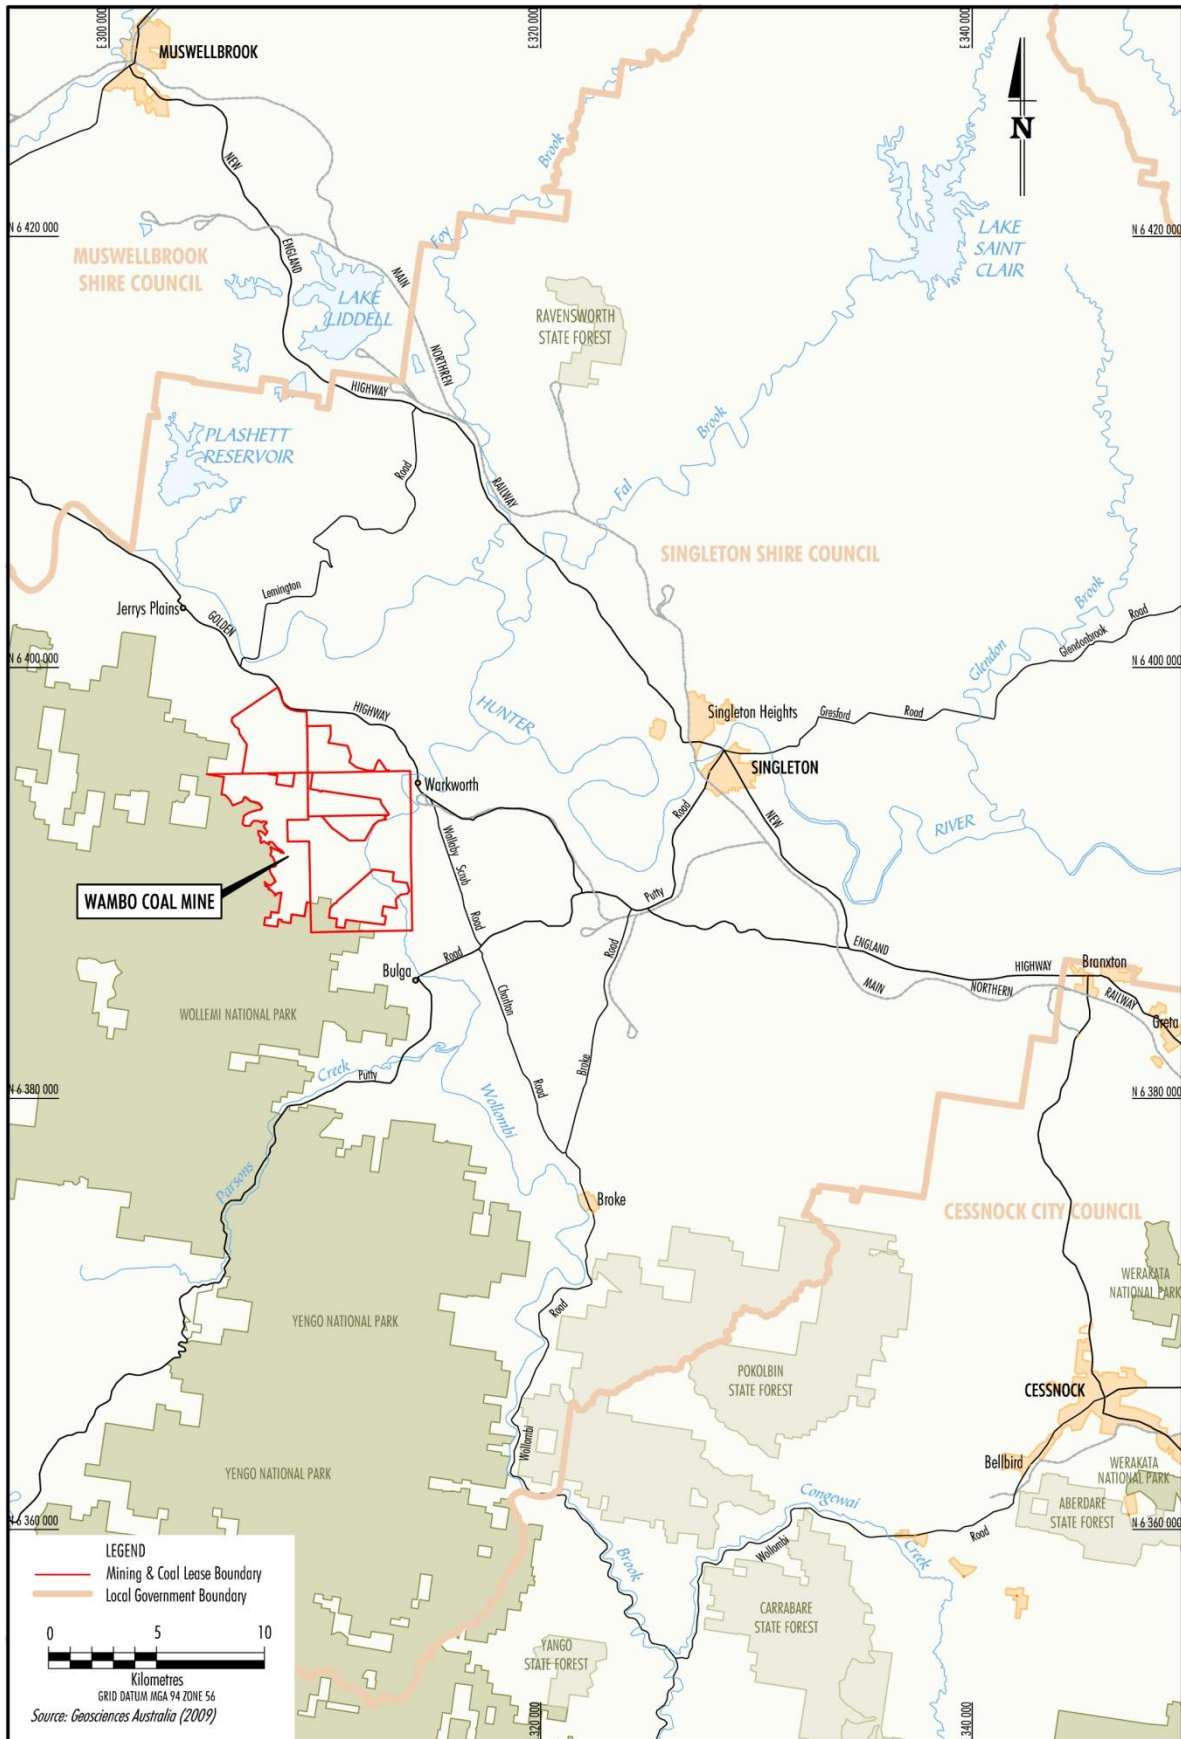 E 300 000
E 320 000
E 340 000
MUSWELLBROOK
N
NEW
Brook
N 6 420 000
N 6 420 000
LAKE
SAINT
CLAIR
Foy
ENGLAND
MUSWELLBROOK
SHIRE COUNCIL
MAIN
LAKE
LIDDELL
RAVENSWORTH
STATE FOREST
NORTHREN
HIGHWAY
Brook
PLASHETT
RESERVOIR
Road
RAILWAY
Fal
SINGLETON SHIRE COUNCIL
Lemington
Jerrys Plains
GOLDEN
Brook
Road
Glendonbrook
Glendon
N 6 400 000
N 6 400 000
HIGHWAY
HUNTER
Singleton Heights
Gresford
Road
SINGLETON
Warkworth
Road
NEW
RIVER
Wallaby
Scrub
Road
WAMBO COAL MINE
Putty
ENGLAND
Road
Road
Bulga
HIGHWAY
Branxton
MAIN
NORTHERN
RAILWAY
Greta
Charlton
WOLLEMI NATIONAL PARK
Creek
Putty
Broke
Road
N 6 380 000
N 6 380 000
Wollombi
Parsons
Broke
CESSNOCK CITY COUNCIL
WERAKATA
NATIONAL PARK
Road
YENGO NATIONAL PARK
POKOLBIN
STATE FOREST
CESSNOCK
Wollombi
Bellbird
YENGO NATIONAL PARK
WERAKATA
NATIONAL PARK
Congewai
ABERDARE
STATE FOREST
N 6 360 000
N 6 360 000
Road
Wollombi
Creek
Brook
CARRABARE
STATE FOREST
YANGO
STATE FOREST
LEGEND
Mining & Coal Lease Boundary
Local Government Boundary
0 5 10
Kilometres
GRID DATUM MGA 94 ZONE 56
Source: Geosciences Australia (2009)
320 000
340 000